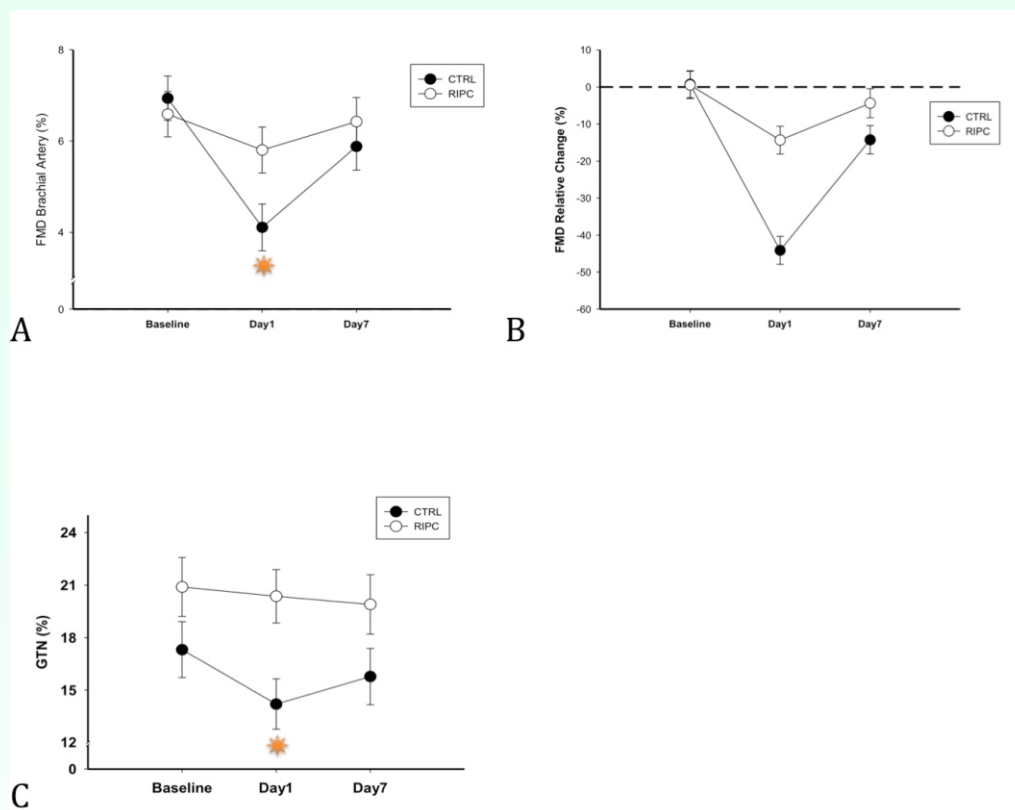 8
6
4
0
FMD Brachial Artery (%)
Baseline Day1 Day7
CTRL
RIPC
A
10
0
-10
-20
-30
-40
-50
-60
FMD Relative Change (%)
Baseline Day1 Day7
CTRL
RIPC
B
24
21
18
15
12
0
GTN (%)
Baseline Day1 Day7
CTRL
RIPC
C